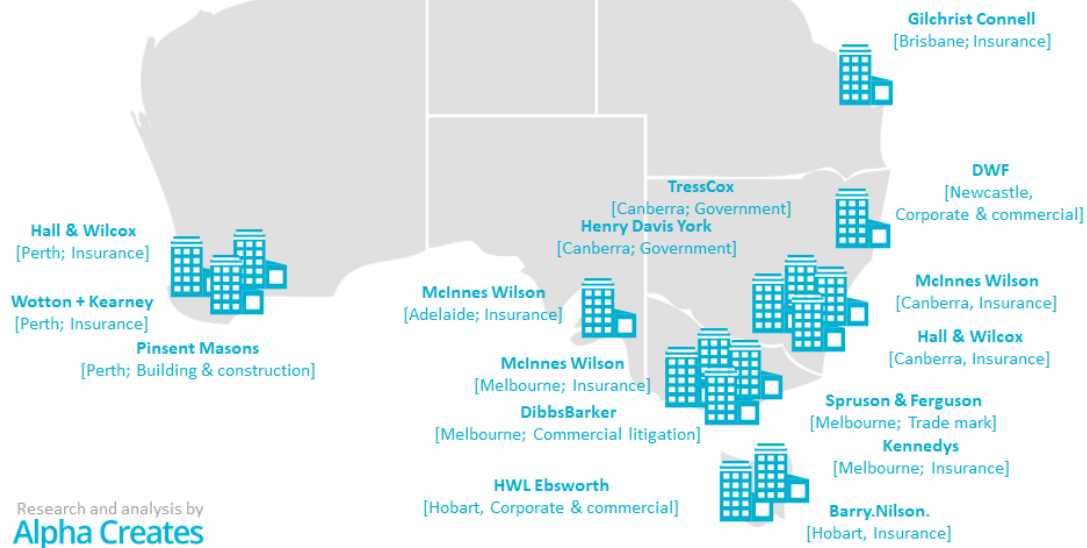 Gilchrist Connell
[Brisbane; Insurance]
DWF
[Newcastle,
Corporate & commercial]
TressCox
[Canberra; Government]
Henry Davis York
[Canberra; Government]
Hall & Wilcox
[Perth; Insurance]
Wotton + Kearney
[Perth; Insurance]
Pinsent Masons
[Perth; Building & construction]
McInnes Wilson
[Adelaide; Insurance]
McInnes Wilson
[Canberra, Insurance]
Hall & Wilcox
[Canberra, Insurance]
McInnes Wilson
[Melbourne; Insurance]
DibbsBarker
[Melbourne; Commercial litigation]
Spruson & Ferguson
[Melbourne; Trade mark]
Kennedys
[Melbourne; Insurance]
HWL Ebsworth
[Hobart, Corporate & commercial]
Barry.Nilson.
[Hobart, Insurance]
Research and analysis by
Alpha Creates